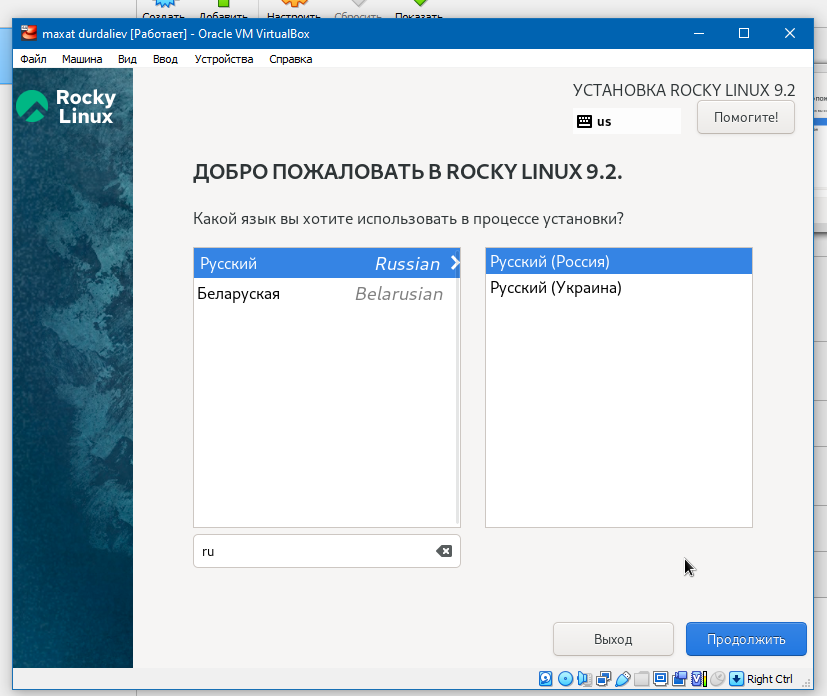 Создать Добавить Настроить Сбросить Показать
maxat durdaliev [Работает] - Oracle VM VirtualBox
Файл Машина Вид Ввод Устройства Справка
Rocky
Linux
УСТАНОВКА ROCKY LINUX 9.2
us
Помогите!
ДОБРО ПОЖАЛОВАТЬ В ROCKY LINUX 9.2.
Какой язык вы хотите использовать в процессе установки?
Русский Russian
Беларуская Belarusian
Русский (Россия)
Русский (Украина)
ru
Выход
Продолжить
Right Ctrl